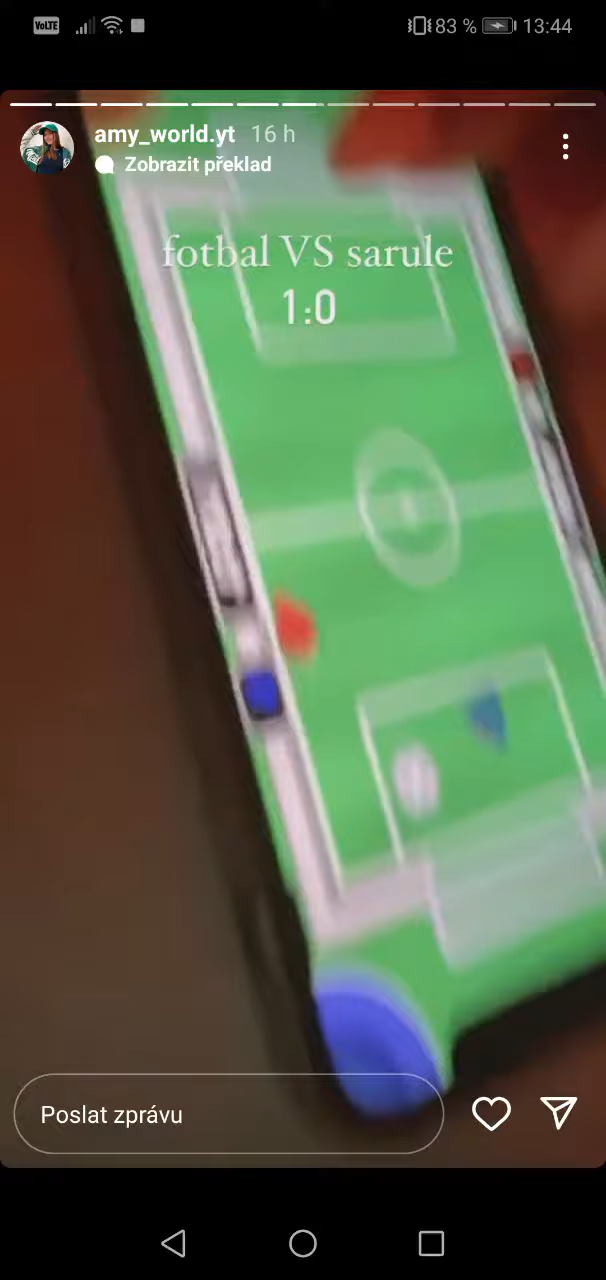 VoLTE 83 % 13:44
amy_world.yt 16 h
Zobrazit překlad
fotbal VS sarule
1:0
Poslat zprávu